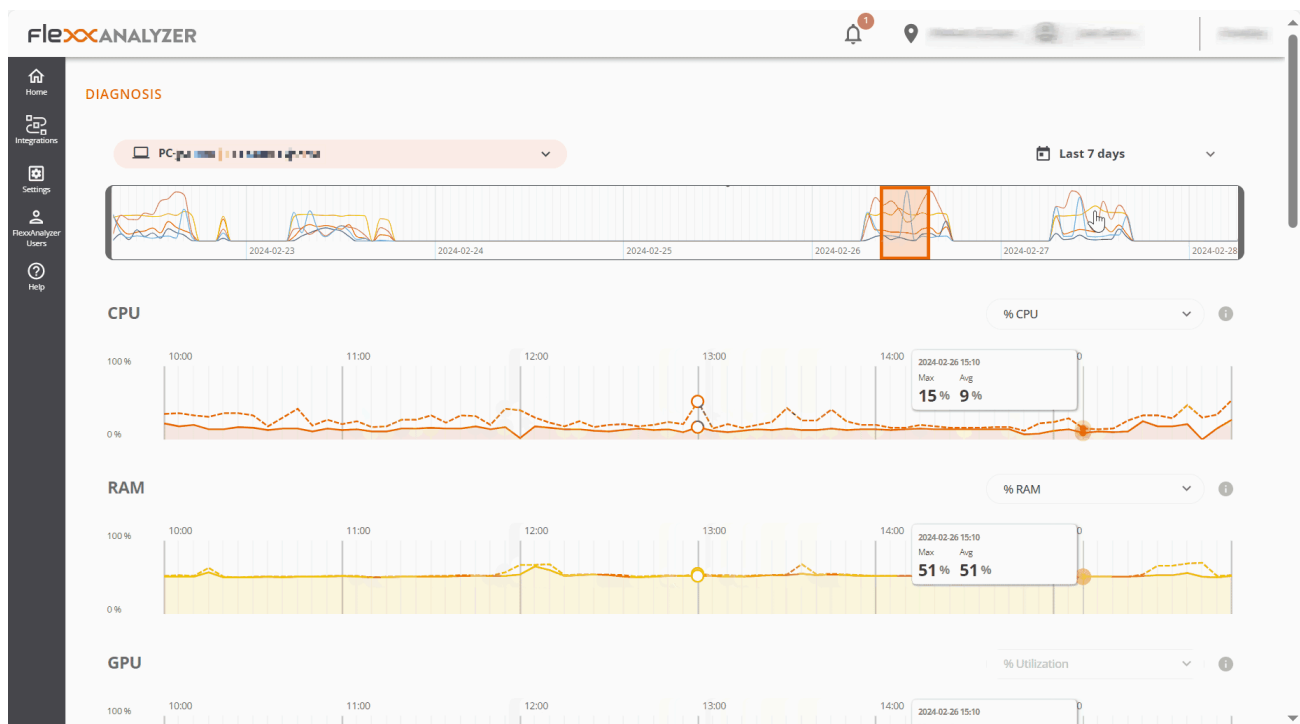 FlexxANALYZER
1
Home
Integrations
Settings
FlexxAnalyzer
Users
Help
DIAGNOSIS
PC-
Last 7 days
2024-02-23
2024-02-24
2024-02-25
2024-02-26
2024-02-27
2024-02-28
CPU
% CPU
100 %
10:00
11:00
12:00
13:00
14:00
0
2024-02-26 15:10
Max
Avg
15 %
9 %
0 %
RAM
% RAM
100 %
10:00
11:00
12:00
13:00
14:00
0
2024-02-26 15:10
Max
Avg
51 %
51 %
0 %
GPU
% Utilization
100 %
10:00
11:00
12:00
13:00
14:00
0
2024-02-26 15:10